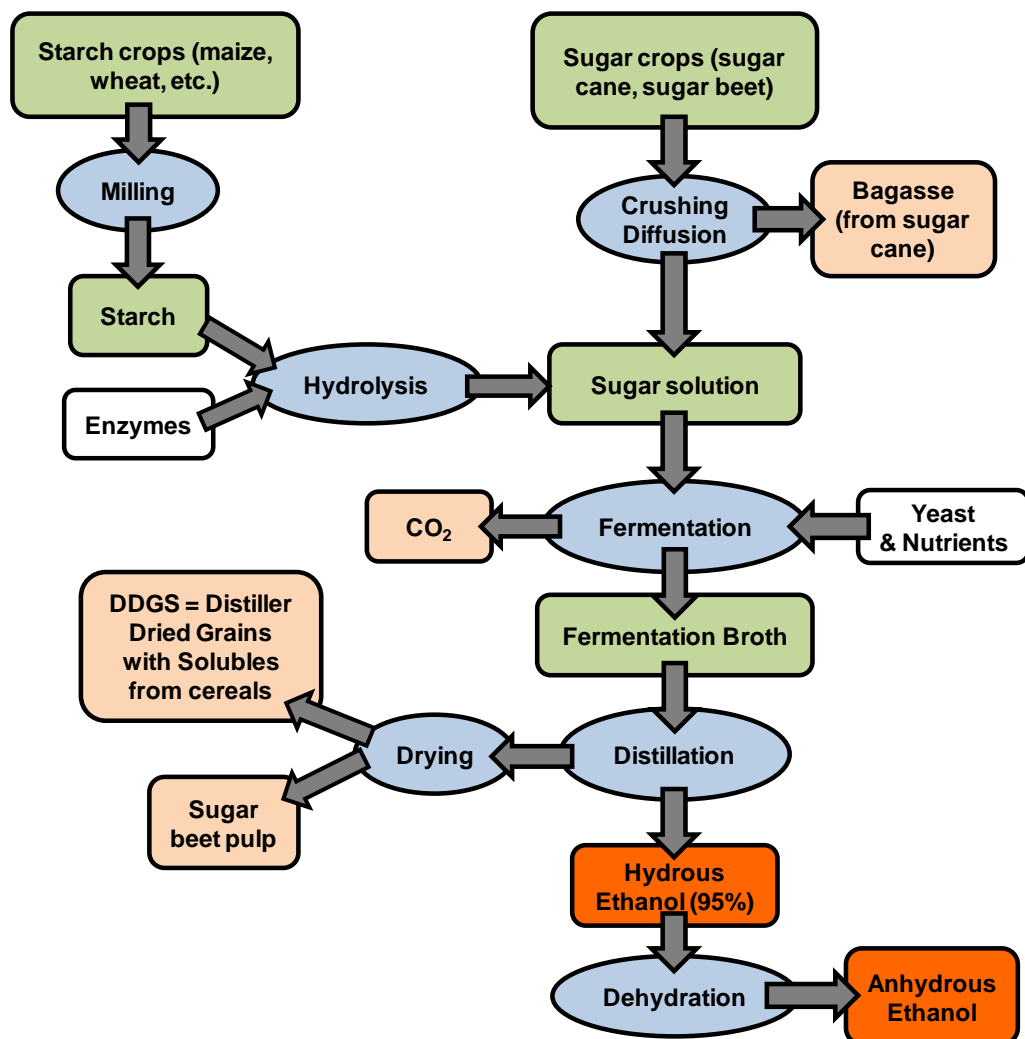 Starch crops (maize,
wheat, etc.)
Sugar crops (sugar
cane, sugar beet)
Milling
Crushing
Diffusion
Bagasse
(from sugar
cane)
Starch
Hydrolysis
Sugar solution
Enzymes
CO₂
Fermentation
Yeast
& Nutrients
DDGS = Distiller
Dried Grains
with Solubles
from cereals
Fermentation Broth
Drying
Distillation
Sugar
beet pulp
Hydrous
Ethanol (95%)
Dehydration
Anhydrous
Ethanol